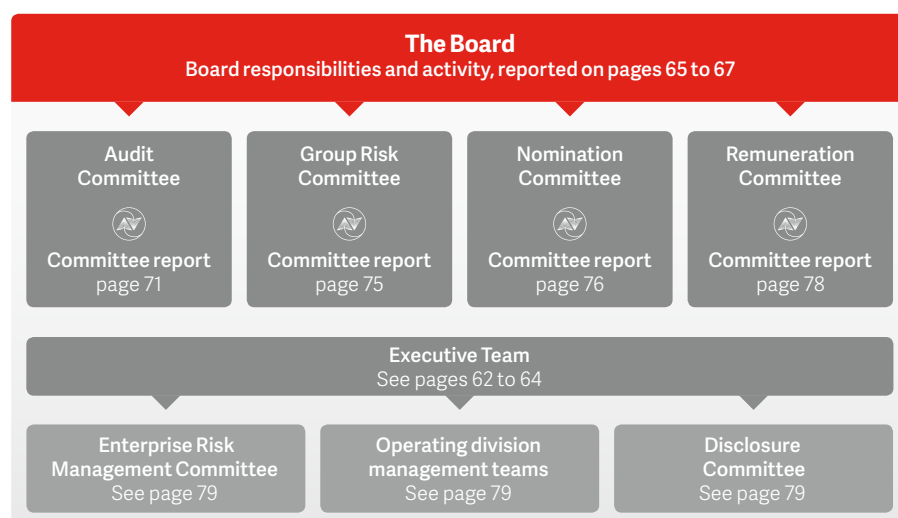 The Board
Board responsibilities and activity, reported on pages 65 to 67
Audit
Committee
Committee report
page 71
Group Risk
Committee
Committee report
page 75
Nomination
Committee
Committee report
page 76
Remuneration
Committee
Committee report
page 78
Executive Team
See pages 62 to 64
Enterprise Risk
Management Committee
See page 79
Operating division
management teams
See page 79
Disclosure
Committee
See page 79